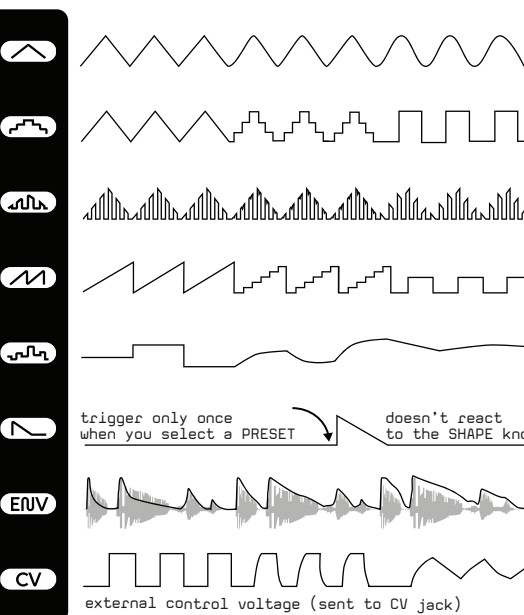 trigger only once
when you select a PRESET
doesn't react
to the SHAPE
ENV
CV
external control voltage (sent to CV jack)